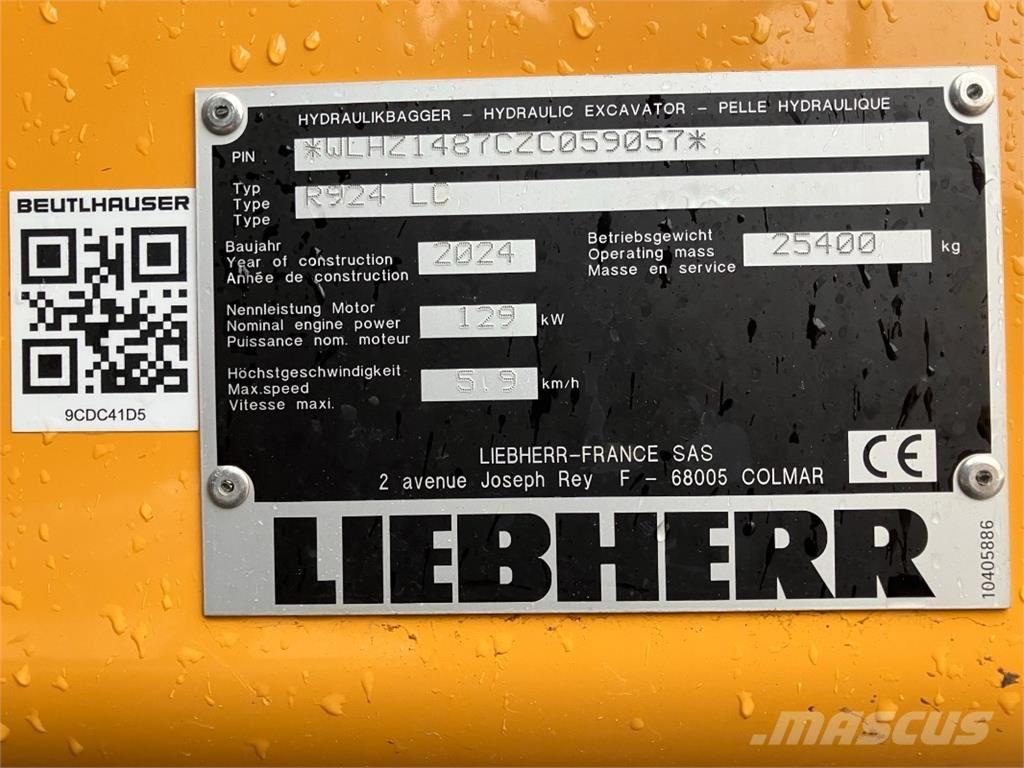 HYDRAULIKBAGGER – HYDRAULIC EXCAVATOR – PELLE HYDRAULIQUE
PIN *WLHZ1487CZC059057*
Typ
Type R924 LC
Type
Baujahr
Year of construction 2024
Année de construction
Betriebsgewicht
Operating mass 25400 kg
Masse en service
Nennleistung Motor
Nominal engine power 129 kW
Puissance nom. moteur
Höchstgeschwindigkeit
Max.speed 5.9 km/h
Vitesse maxi.
LIEBHERR–FRANCE SAS
2 avenue Joseph Rey F – 68005 COLMAR
CE
LIEBHERR
10405886
BEUTLHAUSER
9CDC41D5
MASCUS